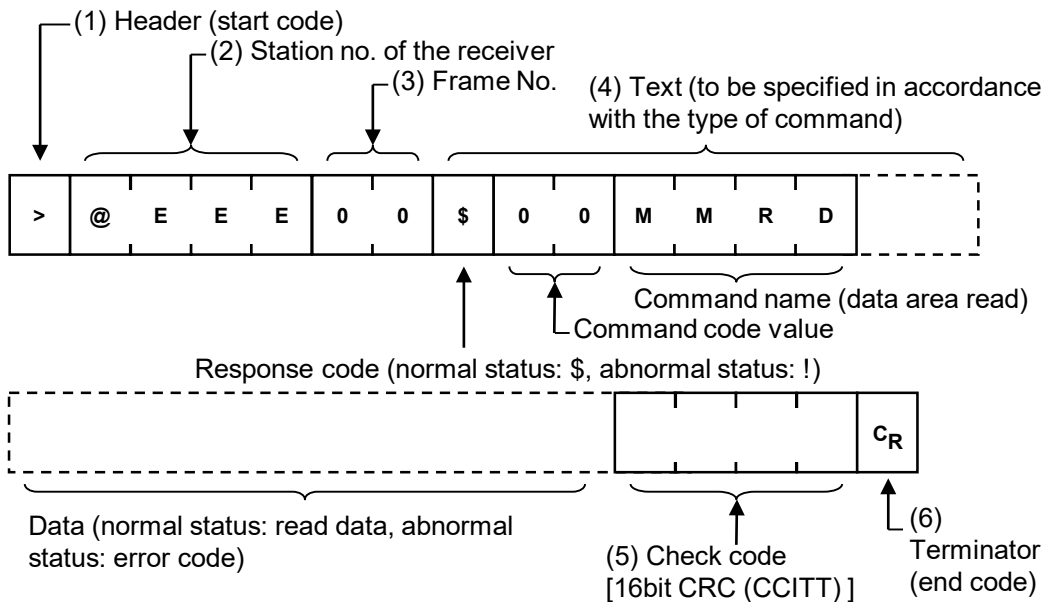 (1) Header (start code)
(2) Station no. of the receiver
(3) Frame No.
(4) Text (to be specified in accordance
with the type of command)
> @ E E E 0 0 $ 0 0 M M R D
Command name (data area read)
Command code value
Response code (normal status: $, abnormal status: !)
CR
Data (normal status: read data, abnormal
status: error code)
(5) Check code
[16bit CRC (CCITT) ]
(6)
Terminator
(end code)